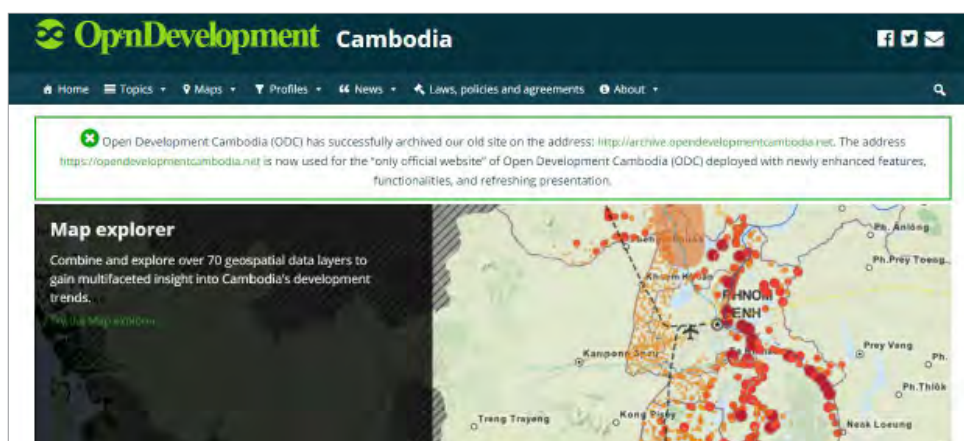 OpenDevelopment Cambodia
Home Topics Maps Profiles News Laws, policies and agreements About
Open Development Cambodia (ODC) has successfully archived our old site on the address: http://archive.opendevelopmentcambodia.net. The address
https://opendevelopmentcambodia.net is now used for the "only official website" of Open Development Cambodia (ODC) deployed with newly enhanced features,
functionalities, and refreshing presentation.
Map explorer
Combine and explore over 70 geospatial data layers to
gain multifaceted insight into Cambodia's development
trends.
Try the Map explorer
Ph. Anlong
Ph.Prey Toeng
PHNOM
PENH
Prey Veng
Ph.
Ph.Thlok
Treng Trayeng
Kong Pisey
Neak Loeung